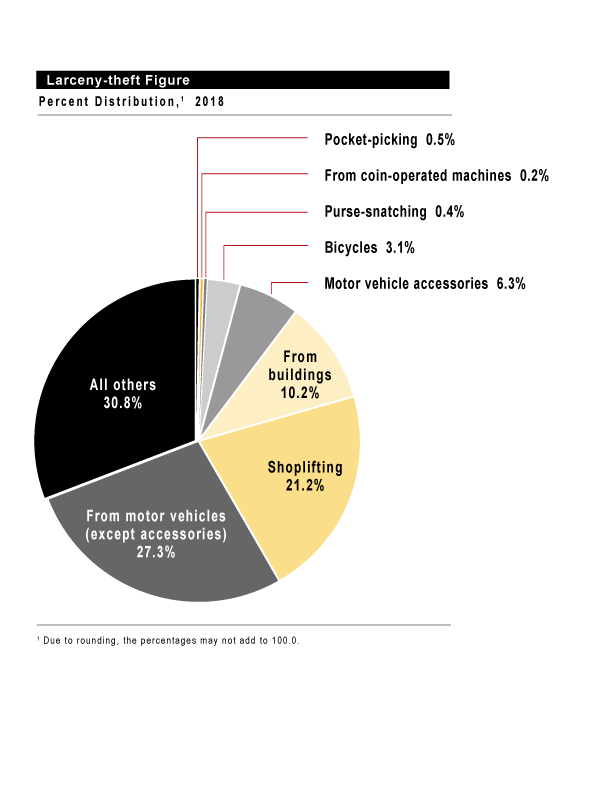 Larceny-theft Figure
Percent Distribution,¹ 2018
Pocket-picking 0.5%
From coin-operated machines 0.2%
Purse-snatching 0.4%
Bicycles 3.1%
Motor vehicle accessories 6.3%
From
buildings
10.2%
All others
30.8%
Shoplifting
21.2%
From motor vehicles
(except accessories)
27.3%
¹ Due to rounding, the percentages may not add to 100.0.